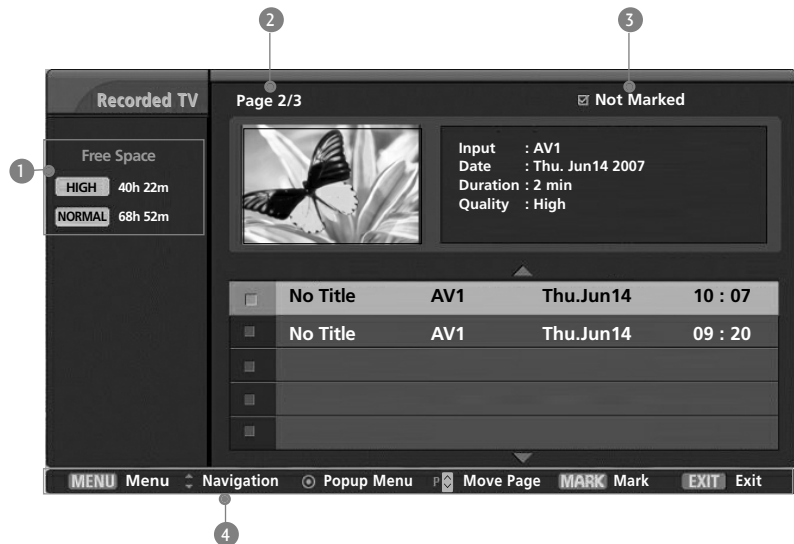 2
3
Recorded TV
Page 2/3
Not Marked
1
Free Space
HIGH 40h 22m
NORMAL 68h 52m
Input : AV1
Date : Thu. Jun14 2007
Duration : 2 min
Quality : High
No Title AV1 Thu.Jun14 10 : 07
No Title AV1 Thu.Jun14 09 : 20
MENU Menu Navigation Popup Menu P Move Page MARK Mark EXIT Exit
4